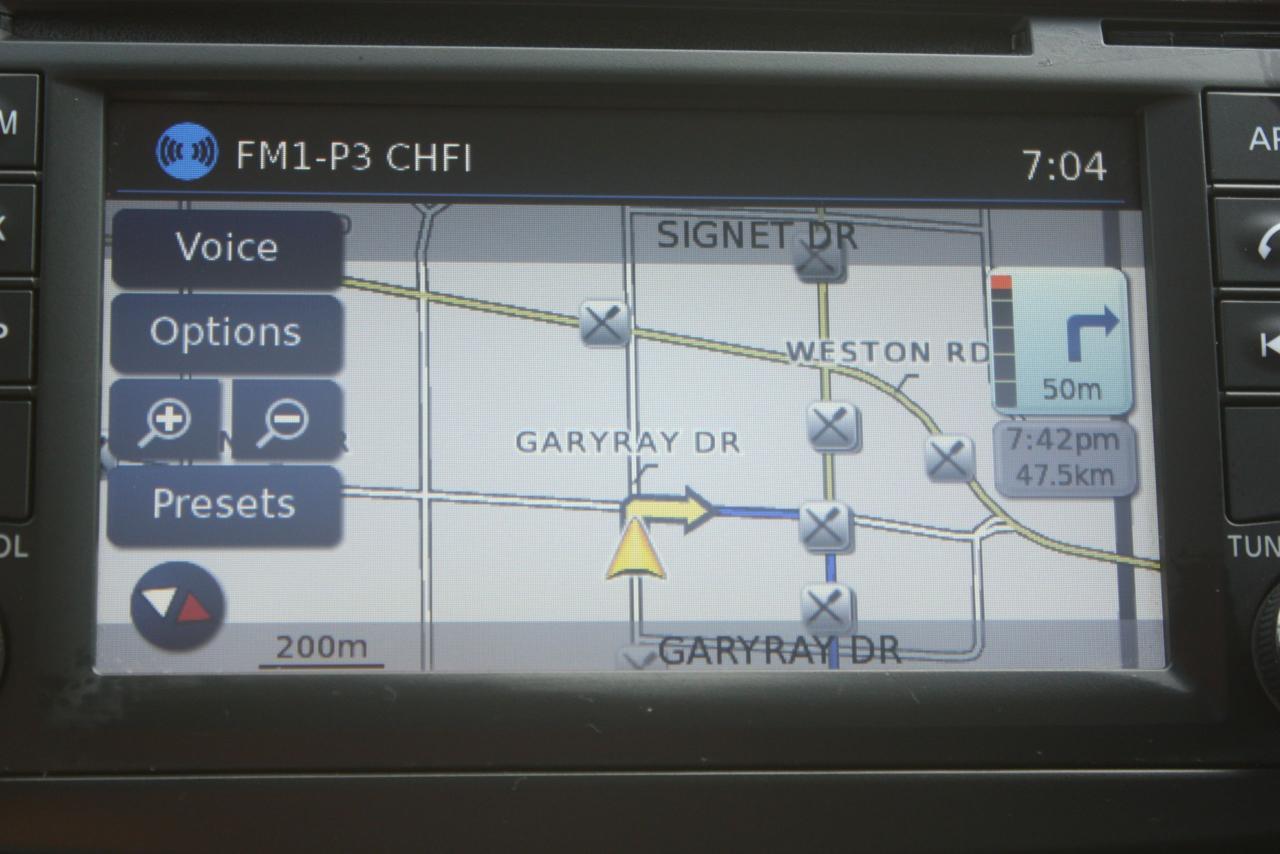 FM1-P3 CHFI
7:04
Voice
Options
Presets
SIGNET DR
WESTON RD
GARYRAY DR
50m
7:42pm
47.5km
200m
GARYRAY DR
TUN